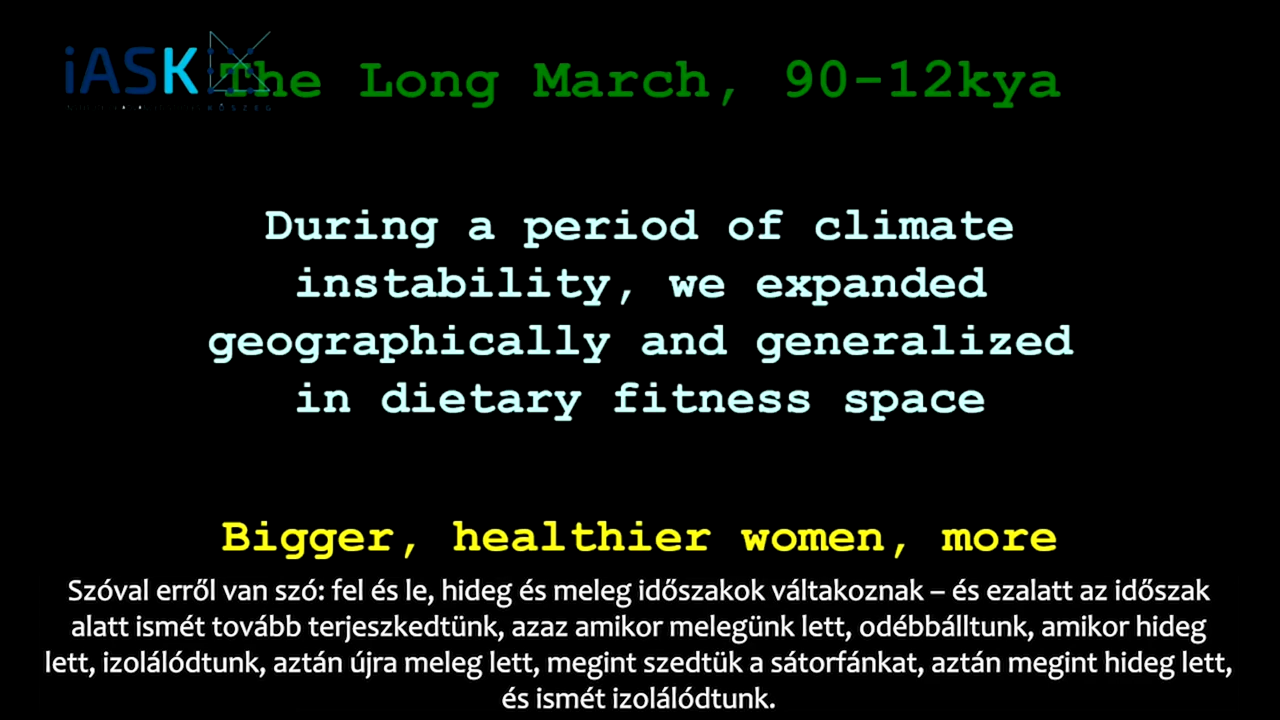 iASK
The Long March, 90-12kya
KŐSZEG
During a period of climate
instability, we expanded
geographically and generalized
in dietary fitness space
Bigger, healthier women, more
Szóval erről van szó: fel és le, hideg és meleg időszakok váltakoznak – és ezalatt az időszak
alatt ismét tovább terjeszkedtünk, azaz amikor melegünk lett, odébbálltunk, amikor hideg
lett, izolálódtunk, aztán újra meleg lett, megint szedtük a sátorfánkat, aztán megint hideg lett,
és ismét izolálódtunk.